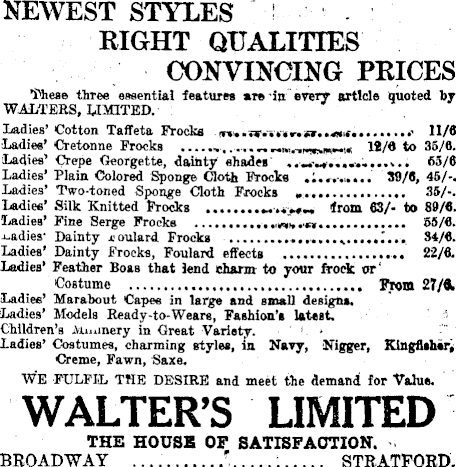 NEWEST STYLES
RIGHT QUALITIES
CONVINCING PRICES
These three essential features are in every article quoted by
WALTERS, LIMITED.
Ladies' Cotton Taffeta Frocks ........ 11/6
Ladies' Cretonne Frocks ........ 12/6 to 35/6.
Ladies' Crepe Georgette, dainty shades ........ 65/6
Ladies' Plain Colored Sponge Cloth Frocks ........ 39/6, 45/-.
Ladies' Two-toned Sponge Cloth Frocks ........ 35/-.
Ladies' Silk Knitted Frocks ........ from 63/- to 89/6.
Ladies' Fine Serge Frocks ........ 55/6.
Ladies' Dainty Foulard Frocks ........ 34/6.
Ladies' Dainty Frocks, Foulard effects ........ 22/6.
Ladies' Feather Boas that lend charm to your frock or
Costume ........ From 27/6.
Ladies' Marabout Capes in large and small designs.
Ladies' Models Ready-to-Weare, Fashion's latest.
Children's Millinery in Great Variety.
Ladies' Costumes, charming styles, in Navy, Nigger, Kingfisher,
Creme, Fawn, Saxe.
WE FULFIL THE DESIRE and meet the demand for Value.
WALTER'S LIMITED
THE HOUSE OF SATISFACTION.
BROADWAY ........ STRATFORD.